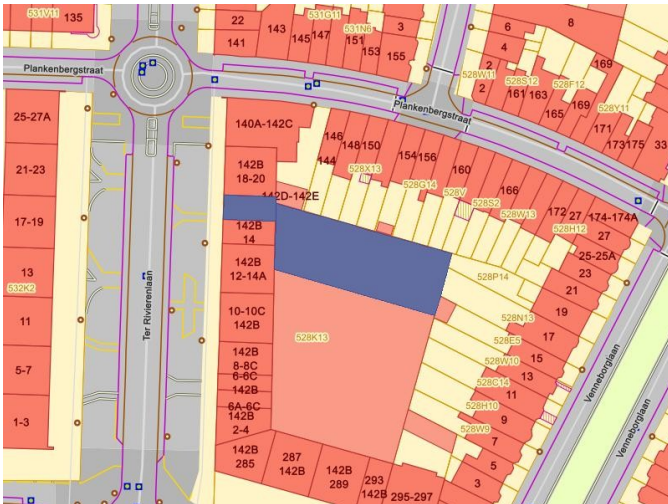 531V11
135
22
141
143
531G11
145
147
531N6
151
153
3
155
6
4
2
2
528W11
8
528S12
528F12
169
161
163
165
169
528Y11
171
173
175
33
Plankenbergstraat
Plankenbergstraat
25-27A
21-23
17-19
13
532K2
11
5-7
1-3
Ter Rivierenlaan
140A-142C
146
144
148
150
528X13
154
156
528G14
160
528V
528S2
166
528W13
172
27
174-174A
528H12
27
25-25A
23
21
19
17
15
13
11
9
7
5
3
142B
18-20
142D-142E
142B
14
142B
12-14A
10-10C
142B
142B
8-8C
6-6C
142B
6A-6C
142B
2-4
142B
285
287
142B
142B
289
293
142B
295-297
528K13
528P14
528N13
528E5
528W10
528C14
528H10
528W9
Venneborglaan
Venneborglaan